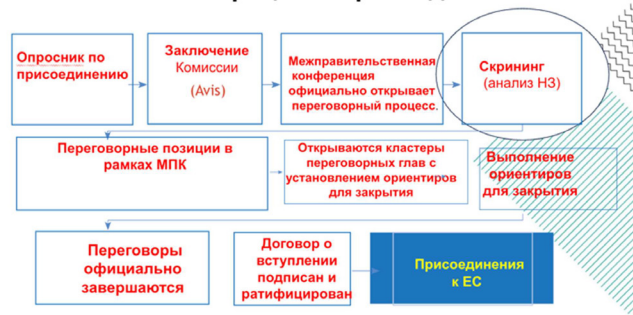 Опросник по
присоединению
Заключение
Комиссии
(Avis)
Межправительственная
конференция
официально открывает
переговорный процесс.
Скрининг
(анализ НЗ)
Переговорные позиции в
рамках МПК
Открываются кластеры
переговорных глав с
установлением ориентиров
для закрытия
Выполнение
ориентиров
для закрытия
Переговоры
официально
завершаются
Договор о
вступлении
подписан и
ратифицирован
Присоединения
к ЕС